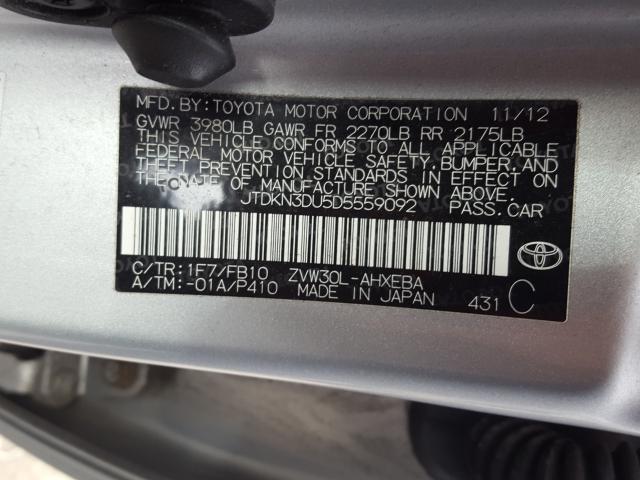 MFD. BY: TOYOTA MOTOR CORPORATION 11/12
GVWR 3980LB GAWR FR 2270LB RR 2175LB
THIS VEHICLE CONFORMS TO ALL APPLICABLE
FEDERAL MOTOR VEHICLE SAFETY, BUMPER, AND
THEFT PREVENTION STANDARDS IN EFFECT ON
THE DATE OF MANUFACTURE SHOWN ABOVE.
JTDKN3DU5D5559092 PASS. CAR
C/TR: 1F7/FB10 ZVW30L-AHXEBA
A/TM: -01A/P410 MADE IN JAPAN 431 C